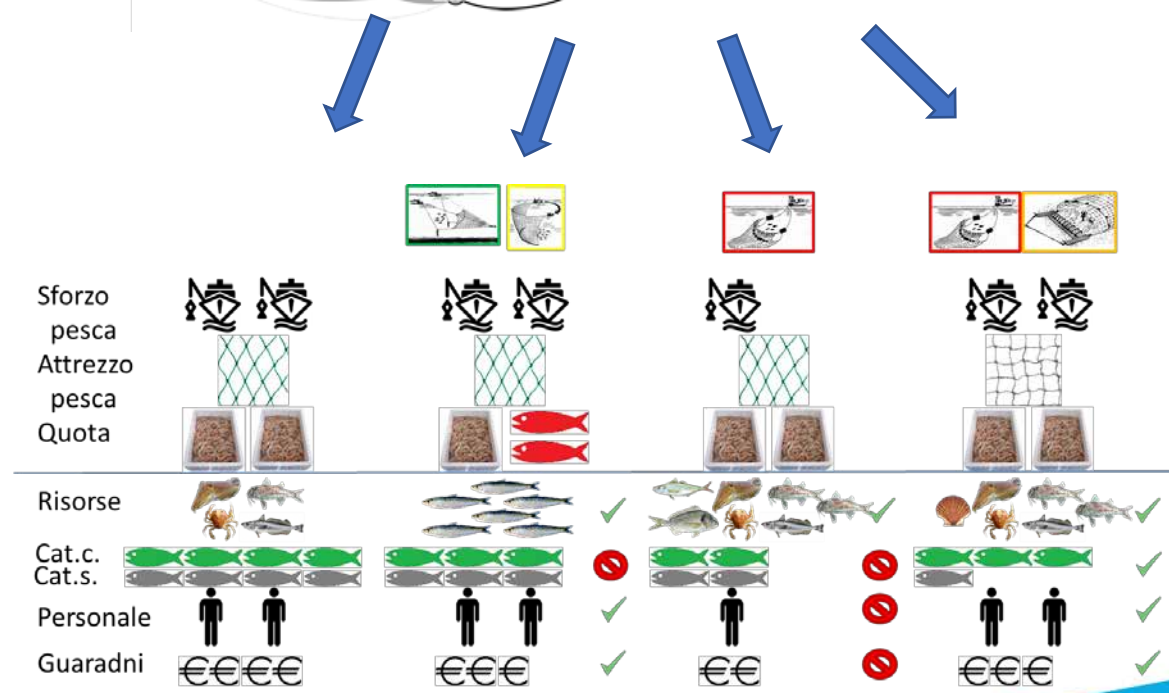 Sforzo
pesca
Attrezzo
pesca
Quota
Risorse
Cat.c.
Cat.s.
Personale
Guaradni
€€ €€
€€ €
€€
€€ €